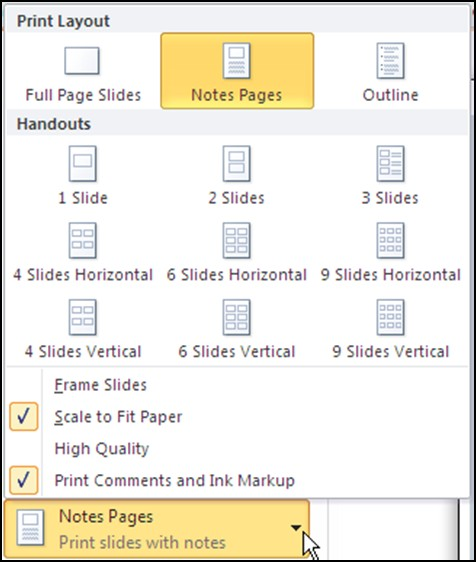 Print Layout
Full Page Slides Notes Pages Outline
Handouts
1 Slide 2 Slides 3 Slides
4 Slides Horizontal 6 Slides Horizontal 9 Slides Horizontal
4 Slides Vertical 6 Slides Vertical 9 Slides Vertical
Frame Slides
Scale to Fit Paper
High Quality
Print Comments and Ink Markup
Notes Pages
Print slides with notes